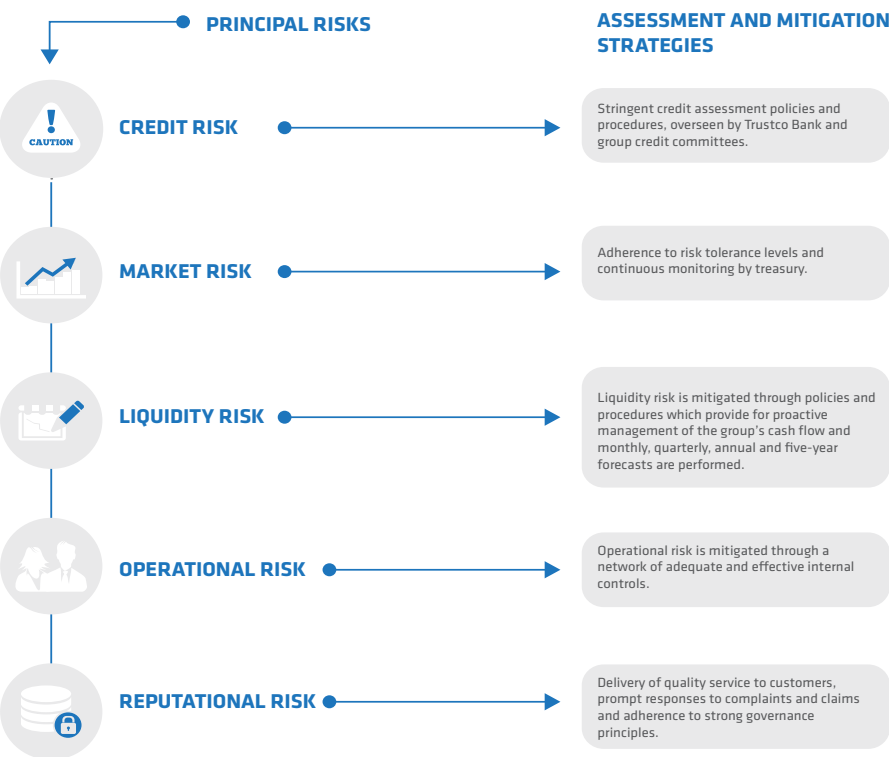 PRINCIPAL RISKS
ASSESSMENT AND MITIGATION
STRATEGIES
CAUTION
CREDIT RISK
Stringent credit assessment policies and
procedures, overseen by Trustco Bank and
group credit committees.
MARKET RISK
Adherence to risk tolerance levels and
continuous monitoring by treasury.
LIQUIDITY RISK
Liquidity risk is mitigated through policies and
procedures which provide for proactive
management of the group's cash flow and
monthly, quarterly, annual and five-year
forecasts are performed.
OPERATIONAL RISK
Operational risk is mitigated through a
network of adequate and effective internal
controls.
REPUTATIONAL RISK
Delivery of quality service to customers,
prompt responses to complaints and claims
and adherence to strong governance
principles.